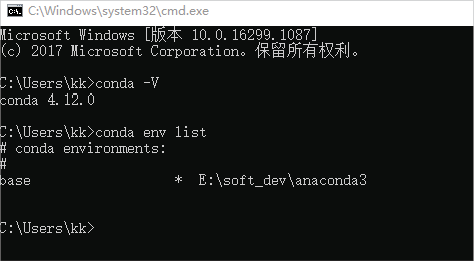 C:\Windows\system32\cmd.exe
Microsoft Windows [版本 10.0.16299.1087]
(c) 2017 Microsoft Corporation。保留所有权利。
C:\Users\kk>conda -V
conda 4.12.0
C:\Users\kk>conda env list
# conda environments:
#
base                  *  E:\soft_dev\anaconda3
C:\Users\kk>